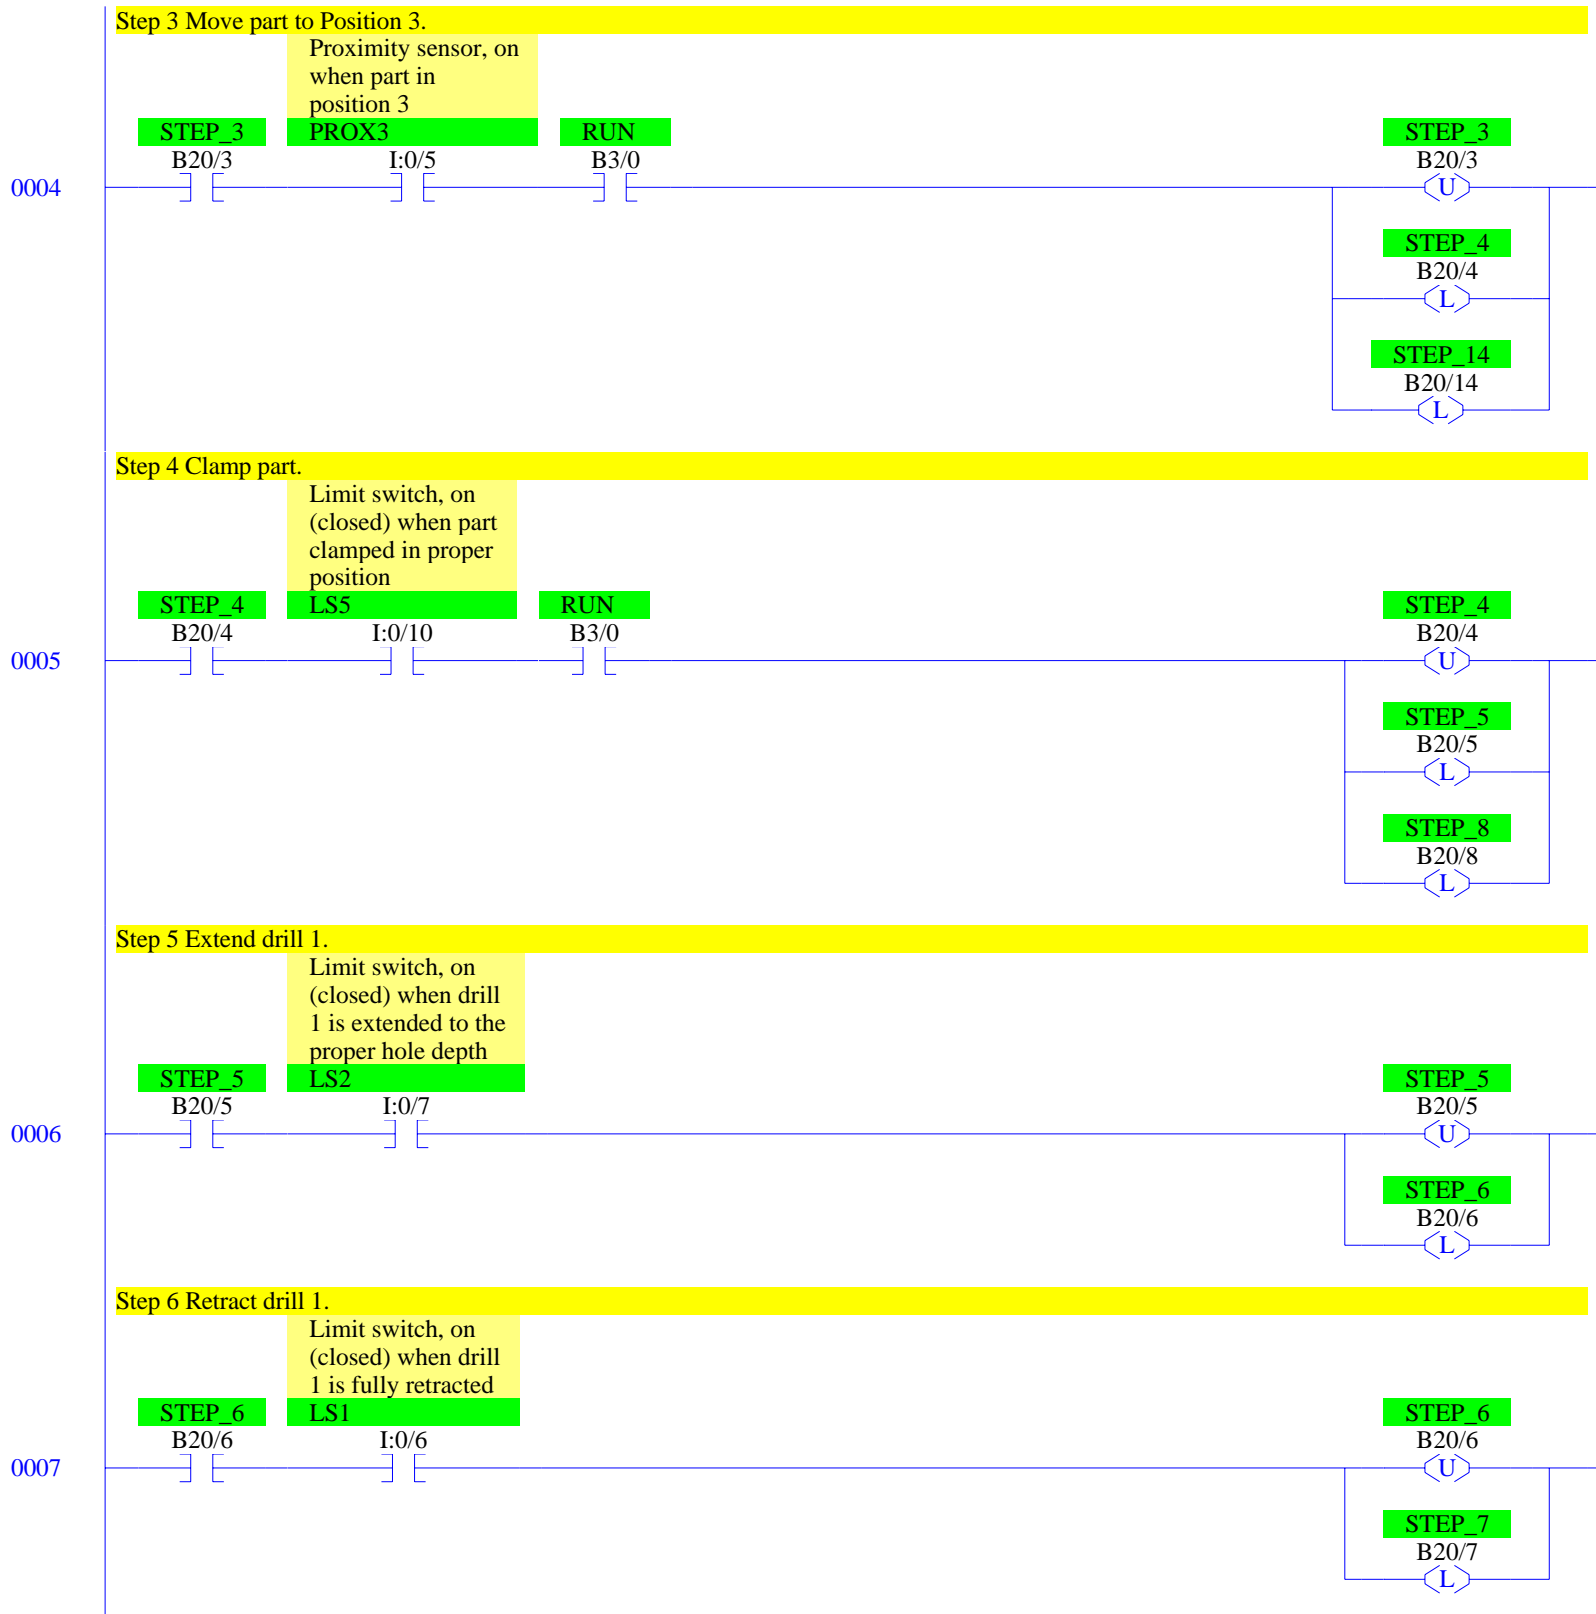 Step 3 Move part to Position 3.
Proximity sensor, on
when part in
position 3
STEP_3 PROX3 RUN STEP_3
B20/3 I:0/5 B3/0 B20/3
0004 U
STEP_4
B20/4
L
STEP_14
B20/14
L
Step 4 Clamp part.
Limit switch, on
(closed) when part
clamped in proper
position
STEP_4 LS5 RUN STEP_4
B20/4 I:0/10 B3/0 B20/4
0005 U
STEP_5
B20/5
L
STEP_8
B20/8
L
Step 5 Extend drill 1.
Limit switch, on
(closed) when drill
1 is extended to the
proper hole depth
STEP_5 LS2 STEP_5
B20/5 I:0/7 B20/5
0006 U
STEP_6
B20/6
L
Step 6 Retract drill 1.
Limit switch, on
(closed) when drill
1 is fully retracted
STEP_6 LS1 STEP_6
B20/6 I:0/6 B20/6
0007 U
STEP_7
B20/7
L